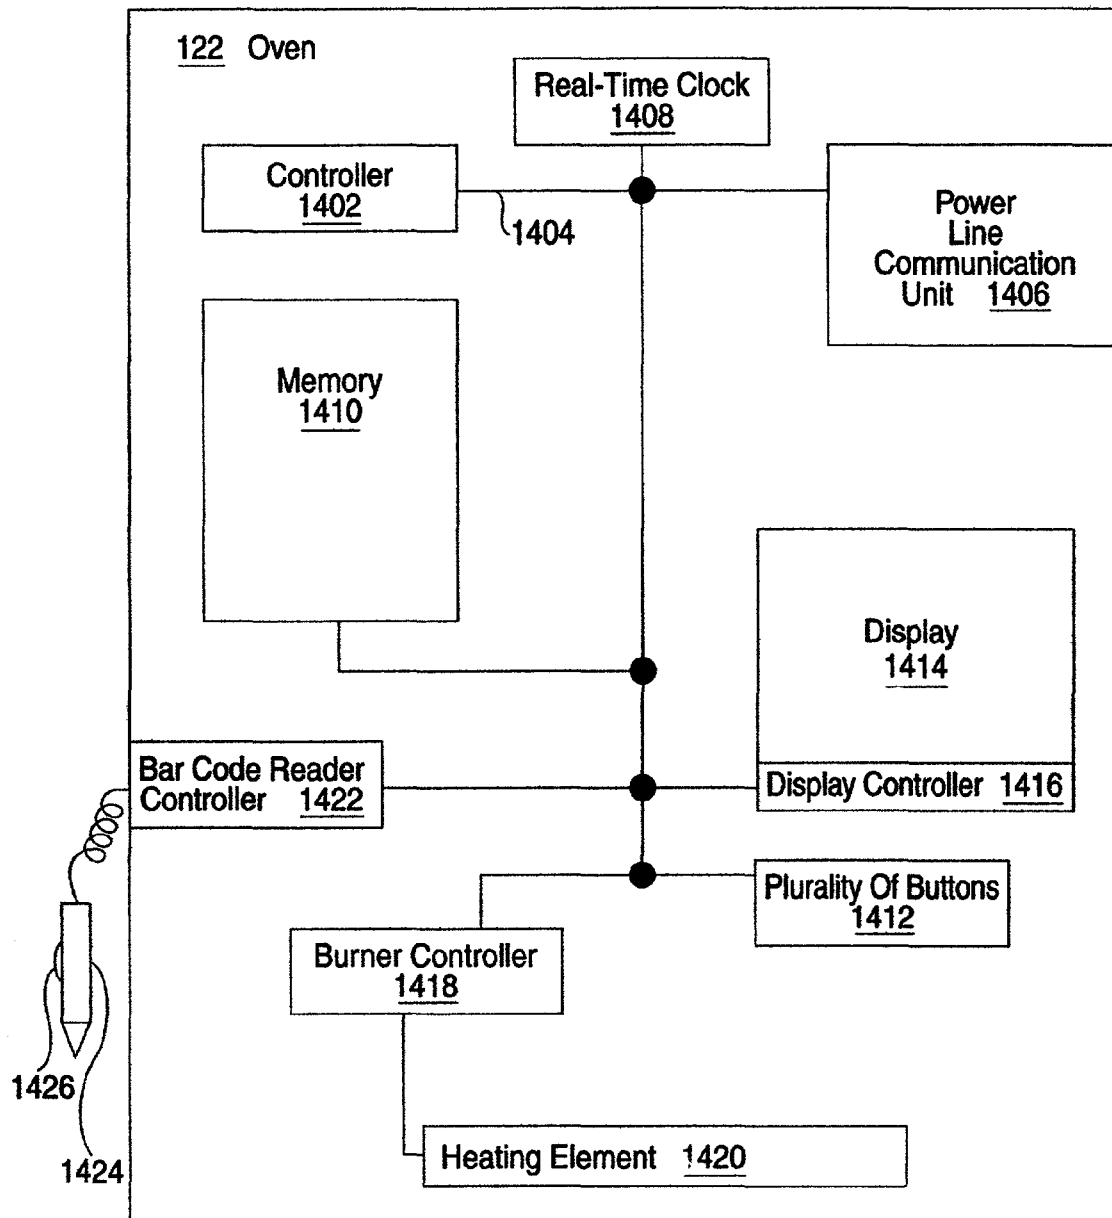 122 Oven
Real-Time Clock
1408
Controller
1402
1404
Power
Line
Communication
Unit 1406
Memory
1410
Display
1414
Bar Code Reader
Controller 1422
Display Controller 1416
Plurality Of Buttons
1412
Burner Controller
1418
1426
1424
Heating Element 1420